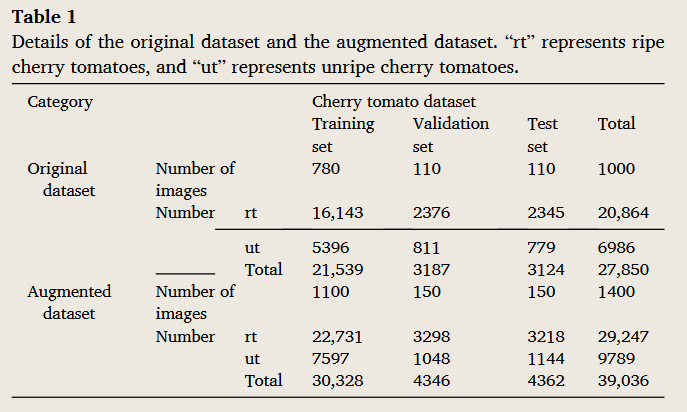 Table 1
Details of the original dataset and the augmented dataset. “rt” represents ripe
cherry tomatoes, and “ut” represents unripe cherry tomatoes.
Category Cherry tomato dataset
Training Validation Test Total
set set set
Original Number of 780 110 110 1000
dataset images
Number rt 16,143 2376 2345 20,864
ut 5396 811 779 6986
Total 21,539 3187 3124 27,850
Augmented Number of 1100 150 150 1400
dataset images
Number rt 22,731 3298 3218 29,247
ut 7597 1048 1144 9789
Total 30,328 4346 4362 39,036